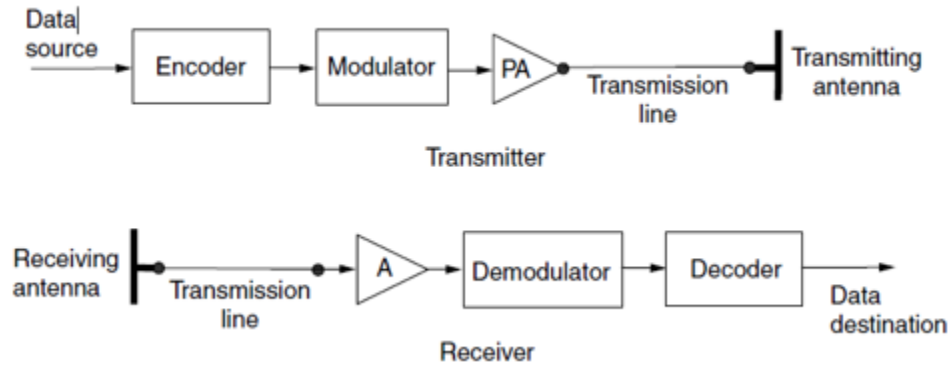 Data
source
Encoder
Modulator
PA
Transmission
line
Transmitting
antenna
Transmitter
Receiving
antenna
Transmission
line
A
Demodulator
Decoder
Data
destination
Receiver